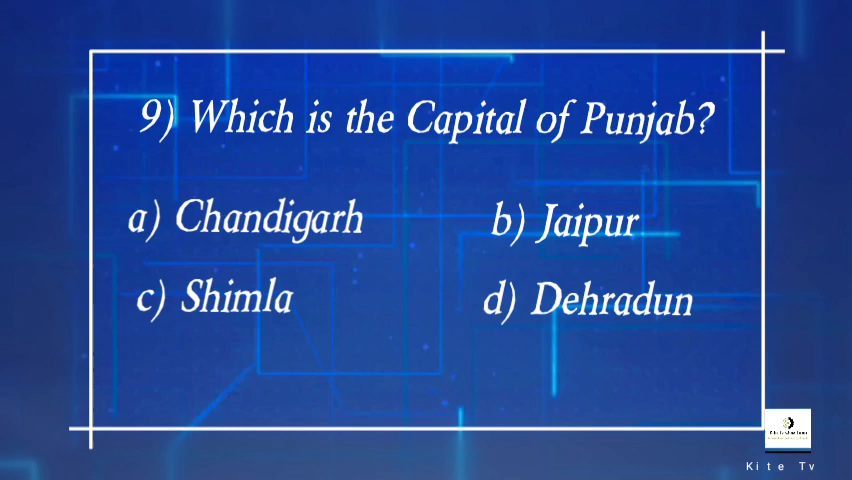 9) Which is the Capital of Punjab?
a) Chandigarh b) Jaipur
c) Shimla d) Dehradun
Kite Tv